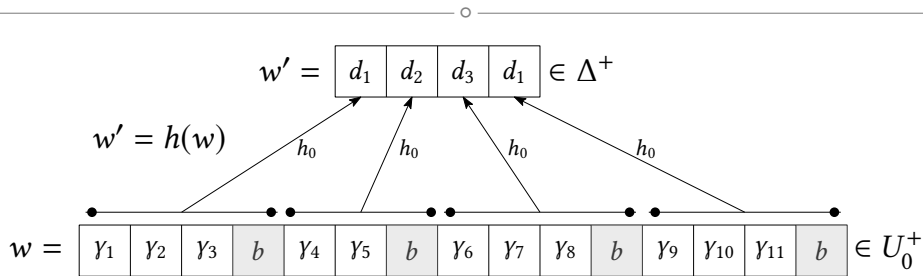 w′ = d₁ d₂ d₃ d₁ ∈ Δ⁺
w′ = h(w)
h₀ h₀ h₀ h₀
w = γ₁ γ₂ γ₃ b γ₄ γ₅ b γ₆ γ₇ γ₈ b γ₉ γ₁₀ γ₁₁ b ∈ U₀⁺